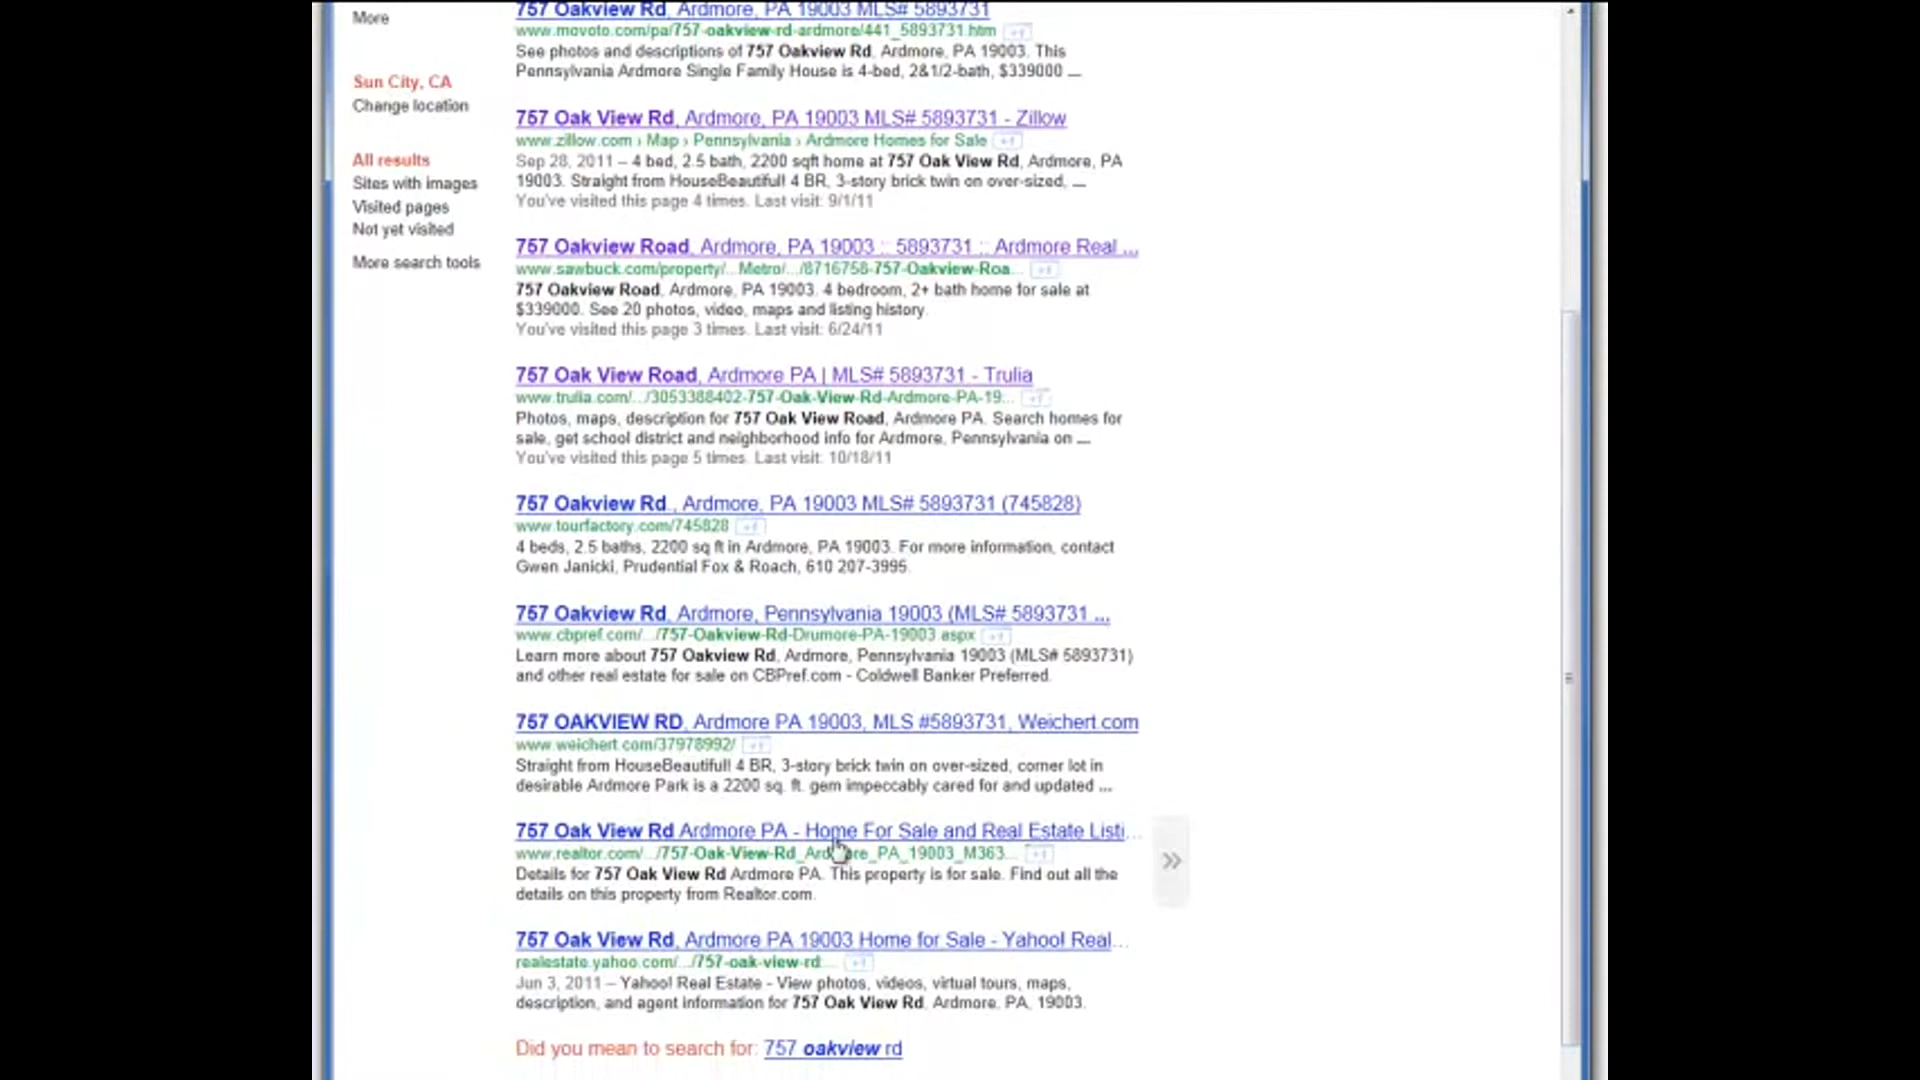 757 Oakview Rd, Ardmore, PA 19003 MLS# 5893731
More
www.movoto.com/pa/757-oakview-rd-ardmore/441_5893731.htm +1
See photos and descriptions of 757 Oakview Rd, Ardmore, PA 19003. This
Pennsylvania Ardmore Single Family House is 4-bed, 2&1/2-bath, $339000 ...
Sun City, CA
Change location
757 Oak View Rd, Ardmore, PA 19003 MLS# 5893731 - Zillow
www.zillow.com › Map › Pennsylvania › Ardmore Homes for Sale +1
Sep 28, 2011 – 4 bed, 2.5 bath, 2200 sqft home at 757 Oak View Rd, Ardmore, PA
19003. Straight from HouseBeautiful! 4 BR, 3-story brick twin on over-sized, ...
You've visited this page 4 times. Last visit: 9/1/11
All results
Sites with images
Visited pages
Not yet visited
More search tools
757 Oakview Road, Ardmore, PA 19003 :: 5893731 :: Ardmore Real ...
www.sawbuck.com/property/...Metro/.../8716758-757-Oakview-Roa... +1
757 Oakview Road, Ardmore, PA 19003. 4 bedroom, 2+ bath home for sale at
$339000. See 20 photos, video, maps and listing history.
You've visited this page 3 times. Last visit: 6/24/11
757 Oak View Road, Ardmore PA | MLS# 5893731 - Trulia
www.trulia.com/.../3053388402-757-Oak-View-Rd-Ardmore-PA-19... +1
Photos, maps, description for 757 Oak View Road, Ardmore PA. Search homes for
sale, get school district and neighborhood info for Ardmore, Pennsylvania on ...
You've visited this page 5 times. Last visit: 10/18/11
757 Oakview Rd., Ardmore, PA 19003 MLS# 5893731 (745828)
www.tourfactory.com/745828 +1
4 beds, 2.5 baths, 2200 sq ft in Ardmore, PA 19003. For more information, contact
Gwen Janicki, Prudential Fox & Roach, 610 207-3995.
757 Oakview Rd, Ardmore, Pennsylvania 19003 (MLS# 5893731 ...
www.cbpref.com/.../757-Oakview-Rd-Drumore-PA-19003.aspx +1
Learn more about 757 Oakview Rd, Ardmore, Pennsylvania 19003 (MLS# 5893731)
and other real estate for sale on CBPref.com - Coldwell Banker Preferred.
757 OAKVIEW RD, Ardmore PA 19003, MLS #5893731, Weichert.com
www.weichert.com/37978992/ +1
Straight from HouseBeautiful! 4 BR, 3-story brick twin on over-sized, corner lot in
desirable Ardmore Park is a 2200 sq. ft. gem impeccably cared for and updated ...
757 Oak View Rd Ardmore PA - Home For Sale and Real Estate Listi...
www.realtor.com/.../757-Oak-View-Rd_Ardmore_PA_19003_M363... +1
Details for 757 Oak View Rd Ardmore PA. This property is for sale. Find out all the
details on this property from Realtor.com.
»
757 Oak View Rd, Ardmore PA 19003 Home for Sale - Yahoo! Real...
realestate.yahoo.com/.../757-oak-view-rd:... +1
Jun 3, 2011 – Yahoo! Real Estate - View photos, videos, virtual tours, maps,
description, and agent information for 757 Oak View Rd, Ardmore, PA, 19003.
Did you mean to search for: 757 oakview rd